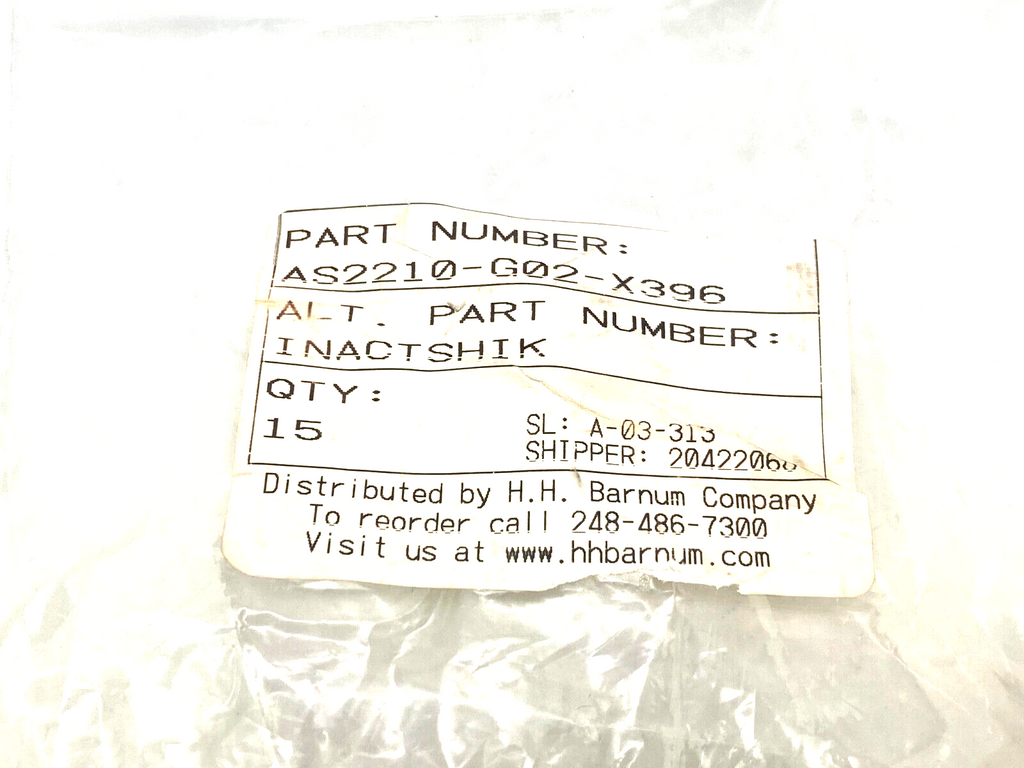 PART NUMBER:
AS2210-G02-X396
ALT. PART NUMBER:
INACTSHIK
QTY:
15
SL: A-03-313
SHIPPER:
Distributed by H.H. Barnum Company
To reorder call 248-486-7300
Visit us at www.hhbarnum.com